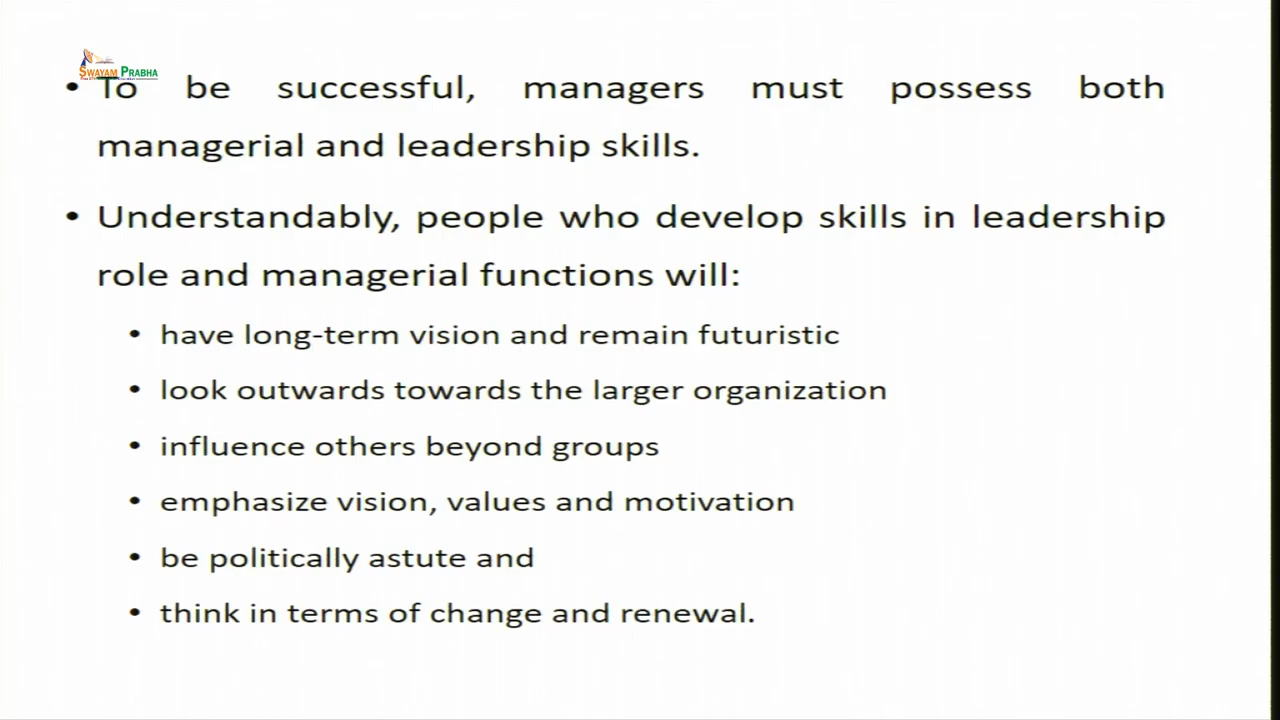 SWAYAM PRABHA
• To be successful, managers must possess both
managerial and leadership skills.
• Understandably, people who develop skills in leadership
role and managerial functions will:
• have long-term vision and remain futuristic
• look outwards towards the larger organization
• influence others beyond groups
• emphasize vision, values and motivation
• be politically astute and
• think in terms of change and renewal.